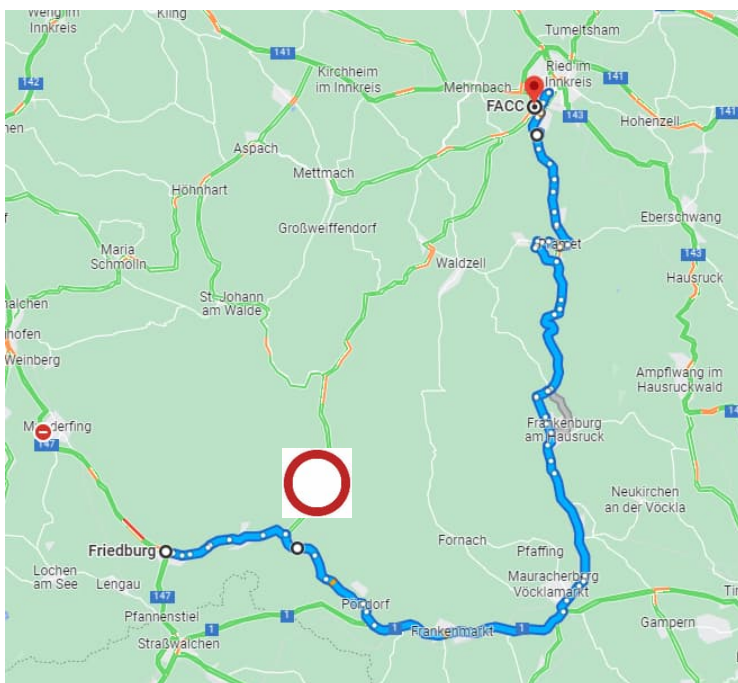 Weng im
Innkreis
Kling
Tumeltsham
141
142
Kirchheim
im Innkreis
Mehrnbach
Ried im
Innkreis
141
FACC
143
Hohenzell
141
Aspach
Mettmach
Höhnhart
Großweiffendorf
Eberschwang
Maria
Schmolln
Waldzell
143
Hausruck
St. Johann
am Walde
Weinberg
Ampflwang im
Hausruckwald
Frankenburg
am Hausruck
147
Neukirchen
an der Vöckla
Friedburg
Fornach
Pfaffing
Lochen
am See
Lengau
147
Mauracherberg
Vöcklamarkt
Pöndorf
Pfannenstiel
1
1
Gampern
Straßwalchen
1
Frankenmarkt
1